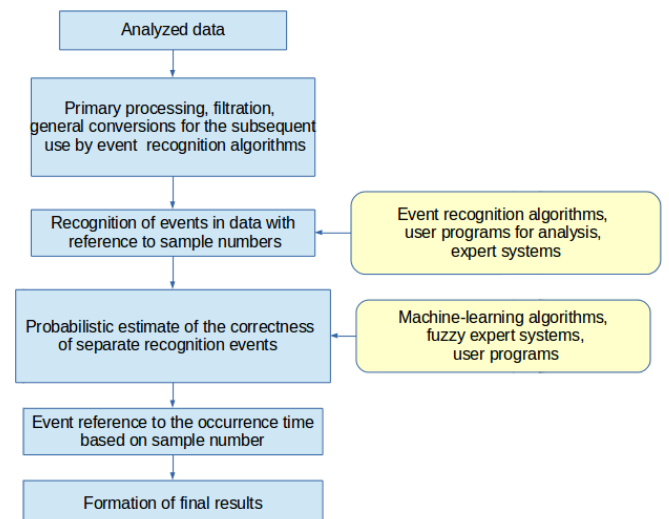 Analyzed data
Primary processing, filtration,
general conversions for the subsequent
use by event recognition algorithms
Recognition of events in data with
reference to sample numbers
Event recognition algorithms,
user programs for analysis,
expert systems
Probabilistic estimate of the correctness
of separate recognition events
Machine-learning algorithms,
fuzzy expert systems,
user programs
Event reference to the occurrence time
based on sample number
Formation of final results